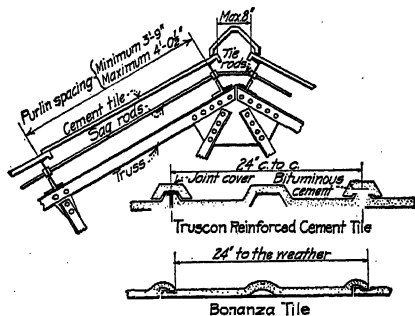 Max 8"
Purlin spacing (Minimum 3'-9"
Maximum 4'-0½")
Tie
rods
Cement tile
Sag rods
Truss
24" c. to c.
Joint cover
Bituminous
cement
Truscon Reinforced Cement Tile
24" to the weather
Bonanza Tile